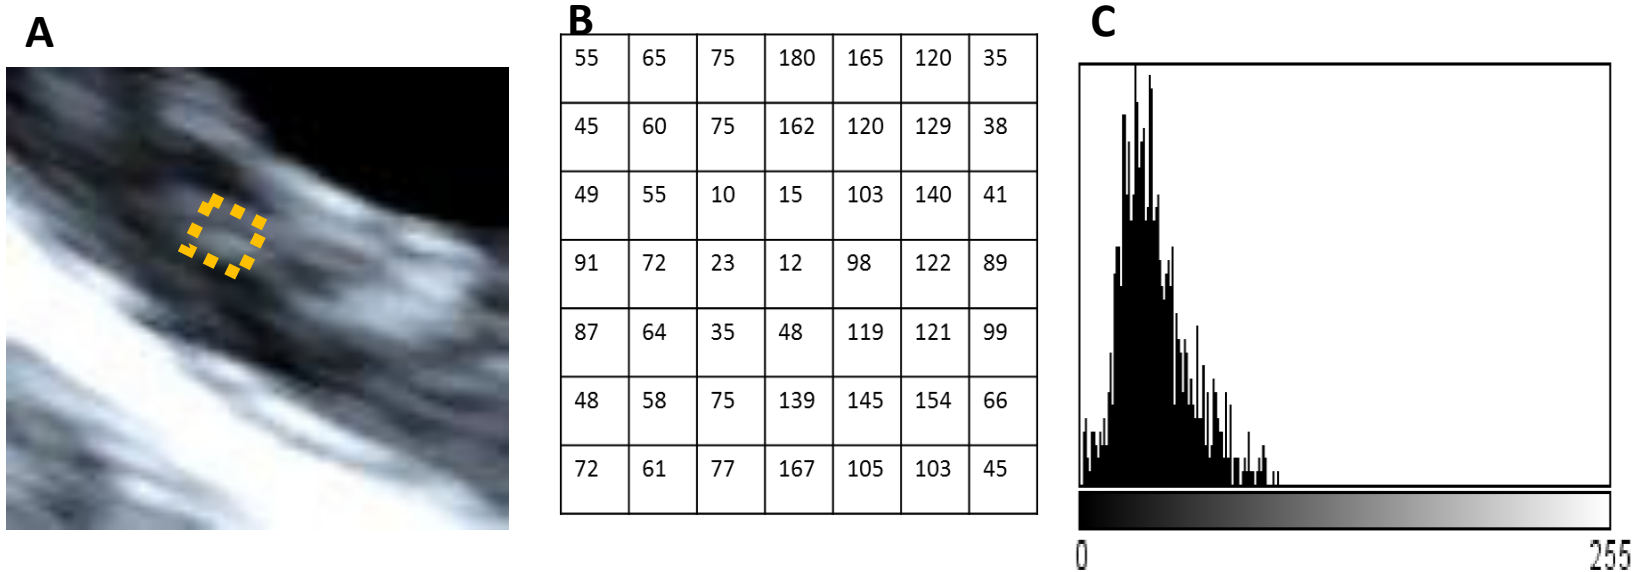 A
B
C
55 65 75 180 165 120 35
45 60 75 162 120 129 38
49 55 10 15 103 140 41
91 72 23 12 98 122 89
87 64 35 48 119 121 99
48 58 75 139 145 154 66
72 61 77 167 105 103 45
0 255